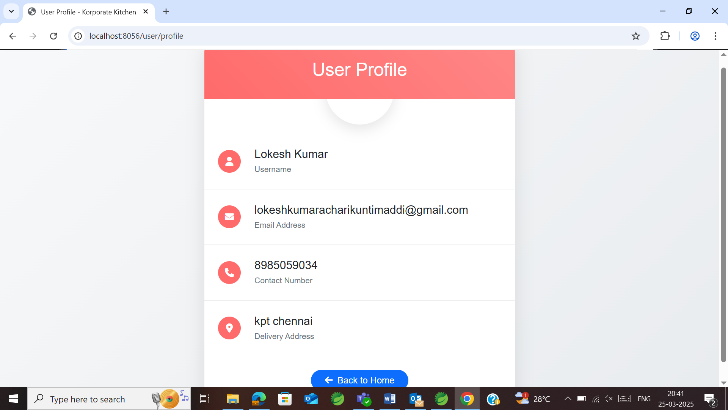 User Profile - Korporate Kitchen
localhost:8056/user/profile
User Profile
Lokesh Kumar
Username
lokeshkumaracharikuntimaddi@gmail.com
Email Address
8985059034
Contact Number
kpt chennai
Delivery Address
Back to Home
Type here to search
28°C
ENG
20:41
25-03-2025
2